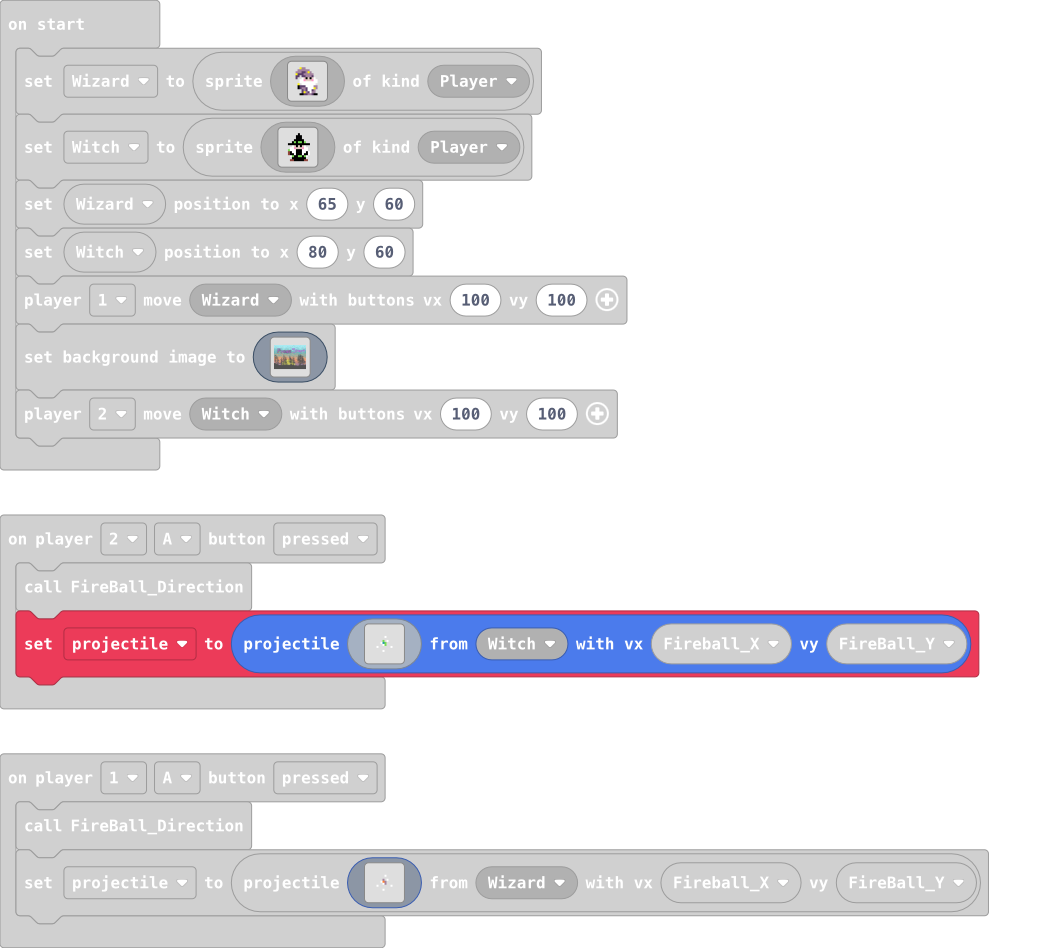 on start
set Wizard to sprite of kind Player
set Witch to sprite of kind Player
set Wizard position to x 65 y 60
set Witch position to x 80 y 60
player 1 move Wizard with buttons vx 100 vy 100
set background image to
player 2 move Witch with buttons vx 100 vy 100
on player 2 A button pressed
call FireBall_Direction
set projectile to projectile from Witch with vx Fireball_X vy FireBall_Y
on player 1 A button pressed
call FireBall_Direction
set projectile to projectile from Wizard with vx Fireball_X vy FireBall_Y